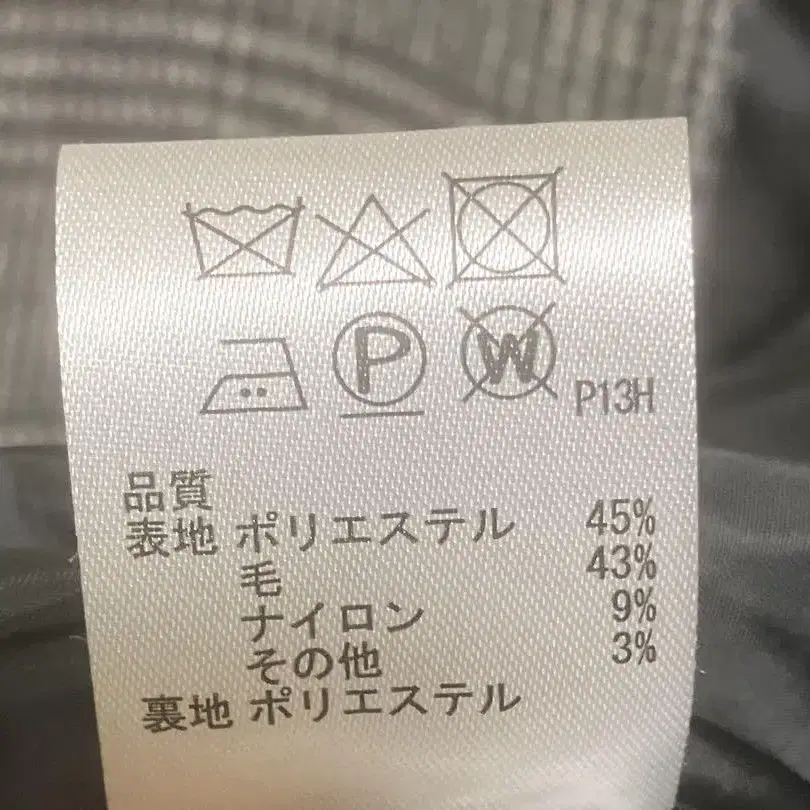 P W P13H
品質
表地 ポリエステル 45%
毛 43%
ナイロン 9%
その他 3%
裏地 ポリエステル